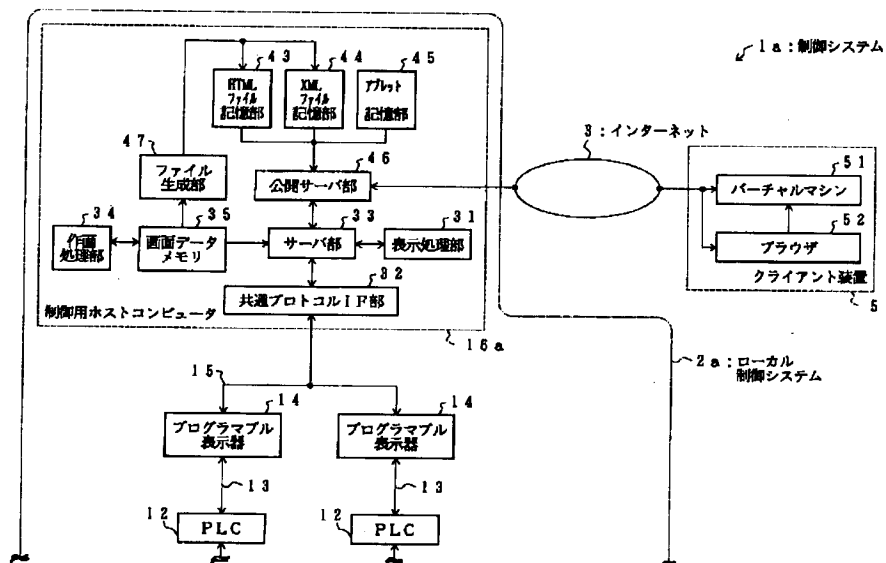 1a:制御システム
43
44
45
HTML
ファイル
記憶部
XML
ファイル
記憶部
アプレット
記憶部
47
ファイル
生成部
46
公開サーバ部
3:インターネット
51
バーチャルマシン
52
ブラウザ
クライアント装置
5
34
作画
処理部
35
画面データ
メモリ
33
サーバ部
31
表示処理部
32
共通プロトコルIF部
制御用ホストコンピュータ
16a
2a:ローカル
制御システム
15
14
プログラマブル
表示器
14
プログラマブル
表示器
13
13
12
PLC
12
PLC